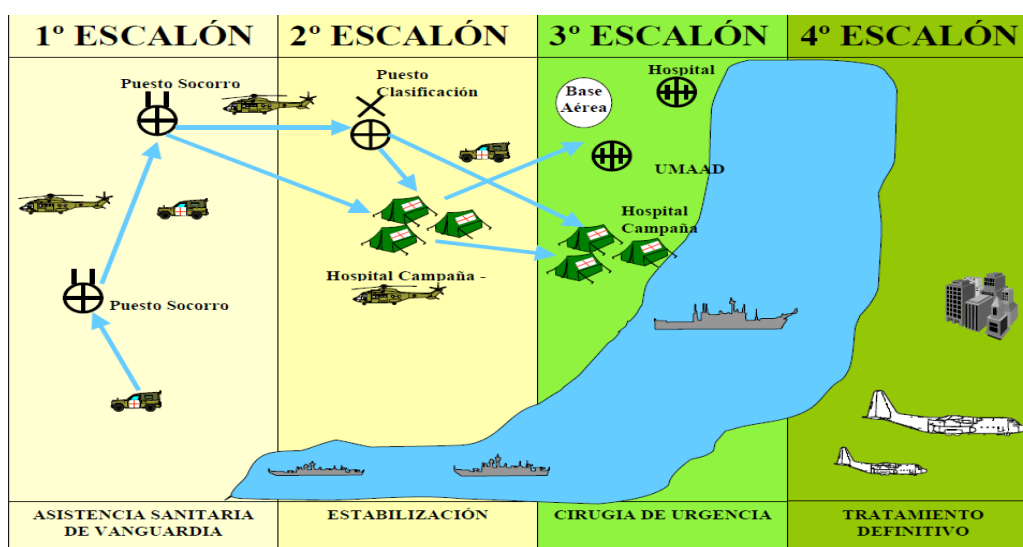 1º ESCALÓN
2º ESCALÓN
3º ESCALÓN
4º ESCALÓN
Puesto Socorro
Puesto
Clasificación
Base
Aérea
Hospital
UMAAD
Hospital
Campaña
Puesto Socorro
Hospital Campaña -
ASISTENCIA SANITARIA
DE VANGUARDIA
ESTABILIZACIÓN
CIRUGIA DE URGENCIA
TRATAMIENTO
DEFINITIVO